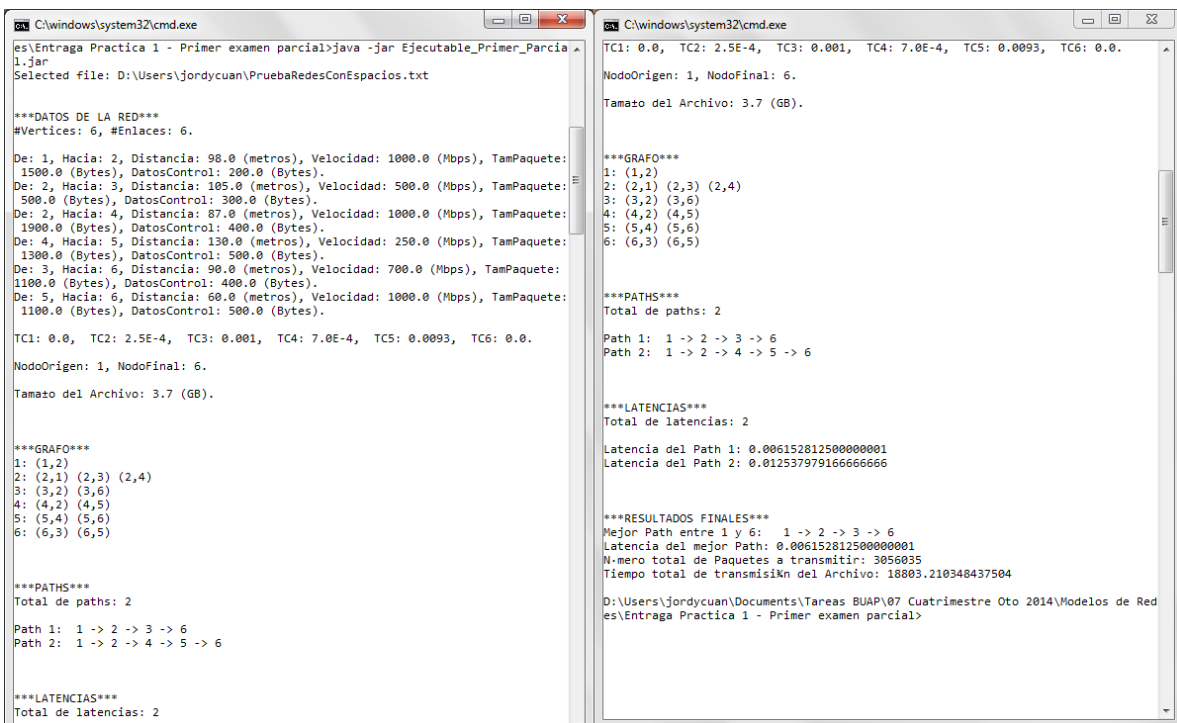 C:\windows\system32\cmd.exe
es\Entraga Practica 1 - Primer examen parcial>java -jar Ejecutable_Primer_Parcia
l.jar
Selected file: D:\Users\jordycuan\PruebaRedesConEspacios.txt
***DATOS DE LA RED***
#Vertices: 6, #Enlaces: 6.
De: 1, Hacia: 2, Distancia: 98.0 (metros), Velocidad: 1000.0 (Mbps), TamPaquete:
1500.0 (Bytes), DatosControl: 200.0 (Bytes).
De: 2, Hacia: 3, Distancia: 105.0 (metros), Velocidad: 500.0 (Mbps), TamPaquete:
500.0 (Bytes), DatosControl: 300.0 (Bytes).
De: 2, Hacia: 4, Distancia: 87.0 (metros), Velocidad: 1000.0 (Mbps), TamPaquete:
1900.0 (Bytes), DatosControl: 400.0 (Bytes).
De: 4, Hacia: 5, Distancia: 130.0 (metros), Velocidad: 250.0 (Mbps), TamPaquete:
1300.0 (Bytes), DatosControl: 500.0 (Bytes).
De: 3, Hacia: 6, Distancia: 90.0 (metros), Velocidad: 700.0 (Mbps), TamPaquete:
1100.0 (Bytes), DatosControl: 400.0 (Bytes).
De: 5, Hacia: 6, Distancia: 60.0 (metros), Velocidad: 1000.0 (Mbps), TamPaquete:
1100.0 (Bytes), DatosControl: 500.0 (Bytes).
TC1: 0.0, TC2: 2.5E-4, TC3: 0.001, TC4: 7.0E-4, TC5: 0.0093, TC6: 0.0.
NodoOrigen: 1, NodoFinal: 6.
Tama±o del Archivo: 3.7 (GB).
***GRAFO***
1: (1,2)
2: (2,1) (2,3) (2,4)
3: (3,2) (3,6)
4: (4,2) (4,5)
5: (5,4) (5,6)
6: (6,3) (6,5)
***PATHS***
Total de paths: 2
Path 1: 1 -> 2 -> 3 -> 6
Path 2: 1 -> 2 -> 4 -> 5 -> 6
***LATENCIAS***
Total de latencias: 2
C:\windows\system32\cmd.exe
TC1: 0.0, TC2: 2.5E-4, TC3: 0.001, TC4: 7.0E-4, TC5: 0.0093, TC6: 0.0.
NodoOrigen: 1, NodoFinal: 6.
Tama±o del Archivo: 3.7 (GB).
***GRAFO***
1: (1,2)
2: (2,1) (2,3) (2,4)
3: (3,2) (3,6)
4: (4,2) (4,5)
5: (5,4) (5,6)
6: (6,3) (6,5)
***PATHS***
Total de paths: 2
Path 1: 1 -> 2 -> 3 -> 6
Path 2: 1 -> 2 -> 4 -> 5 -> 6
***LATENCIAS***
Total de latencias: 2
Latencia del Path 1: 0.006152812500000001
Latencia del Path 2: 0.012537979166666666
***RESULTADOS FINALES***
Mejor Path entre 1 y 6: 1 -> 2 -> 3 -> 6
Latencia del mejor Path: 0.006152812500000001
N·mero total de Paquetes a transmitir: 3056035
Tiempo total de transmisi¾n del Archivo: 18803.210348437504
D:\Users\jordycuan\Documents\Tareas BUAP\07 Cuatrimestre Oto 2014\Modelos de Red
es\Entraga Practica 1 - Primer examen parcial>